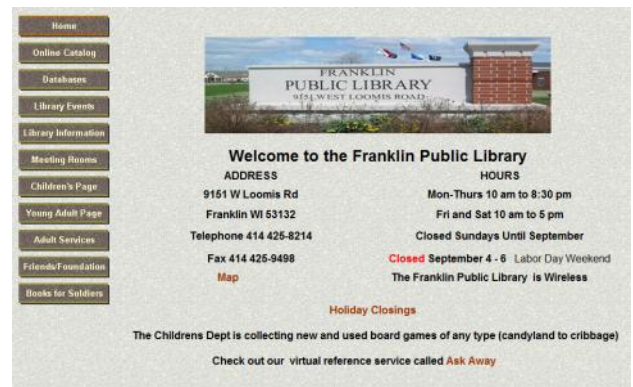 Home
Online Catalog
Databases
Library Events
Library Information
Meeting Rooms
Children's Page
Young Adult Page
Adult Services
Friends/Foundation
Books for Soldiers
FRANKLIN
PUBLIC LIBRARY
9151 WEST LOOMIS ROAD
Welcome to the Franklin Public Library
ADDRESS
9151 W Loomis Rd
Franklin WI 53132
Telephone 414 425-8214
Fax 414 425-9498
Map
HOURS
Mon-Thurs 10 am to 8:30 pm
Fri and Sat 10 am to 5 pm
Closed Sundays Until September
Closed September 4 - 6 Labor Day Weekend
The Franklin Public Library is Wireless
Holiday Closings
The Childrens Dept is collecting new and used board games of any type (candyland to cribbage)
Check out our virtual reference service called Ask Away